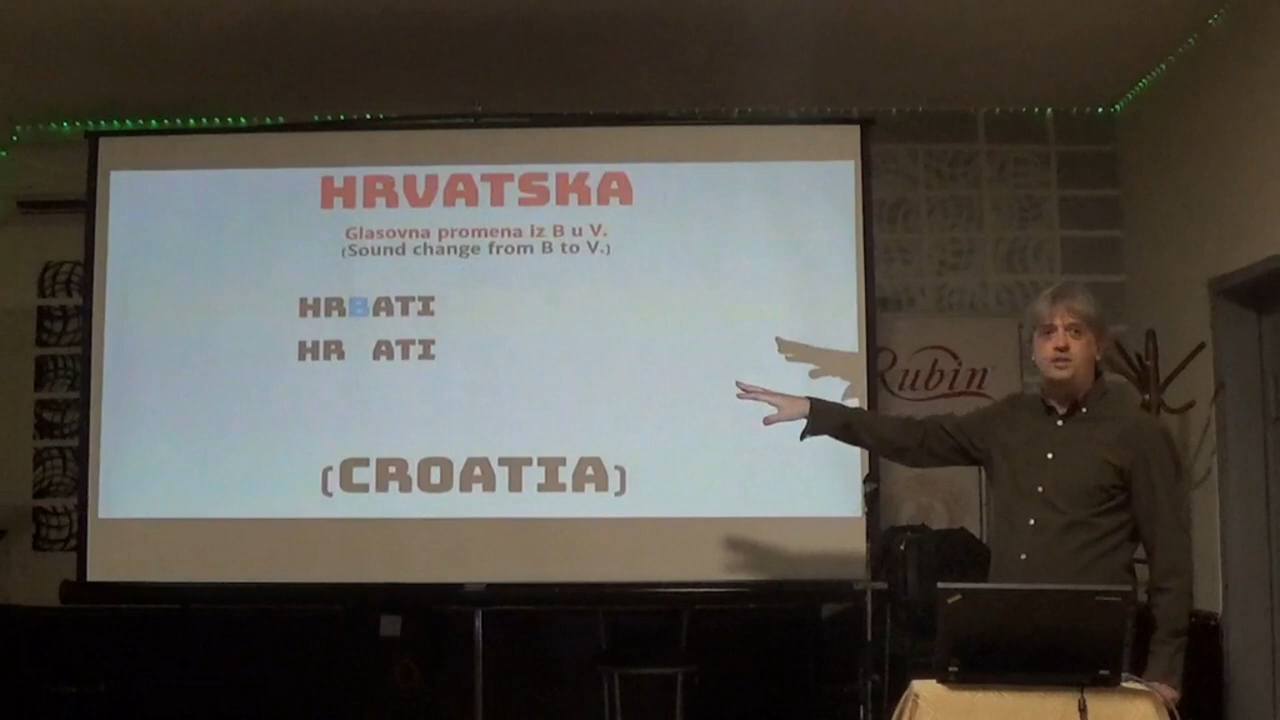 HRVATSKA
Glasovna promena iz B u V.
(Sound change from B to V.)
HRBATI
HR ATI
(CROATIA)
Rubin